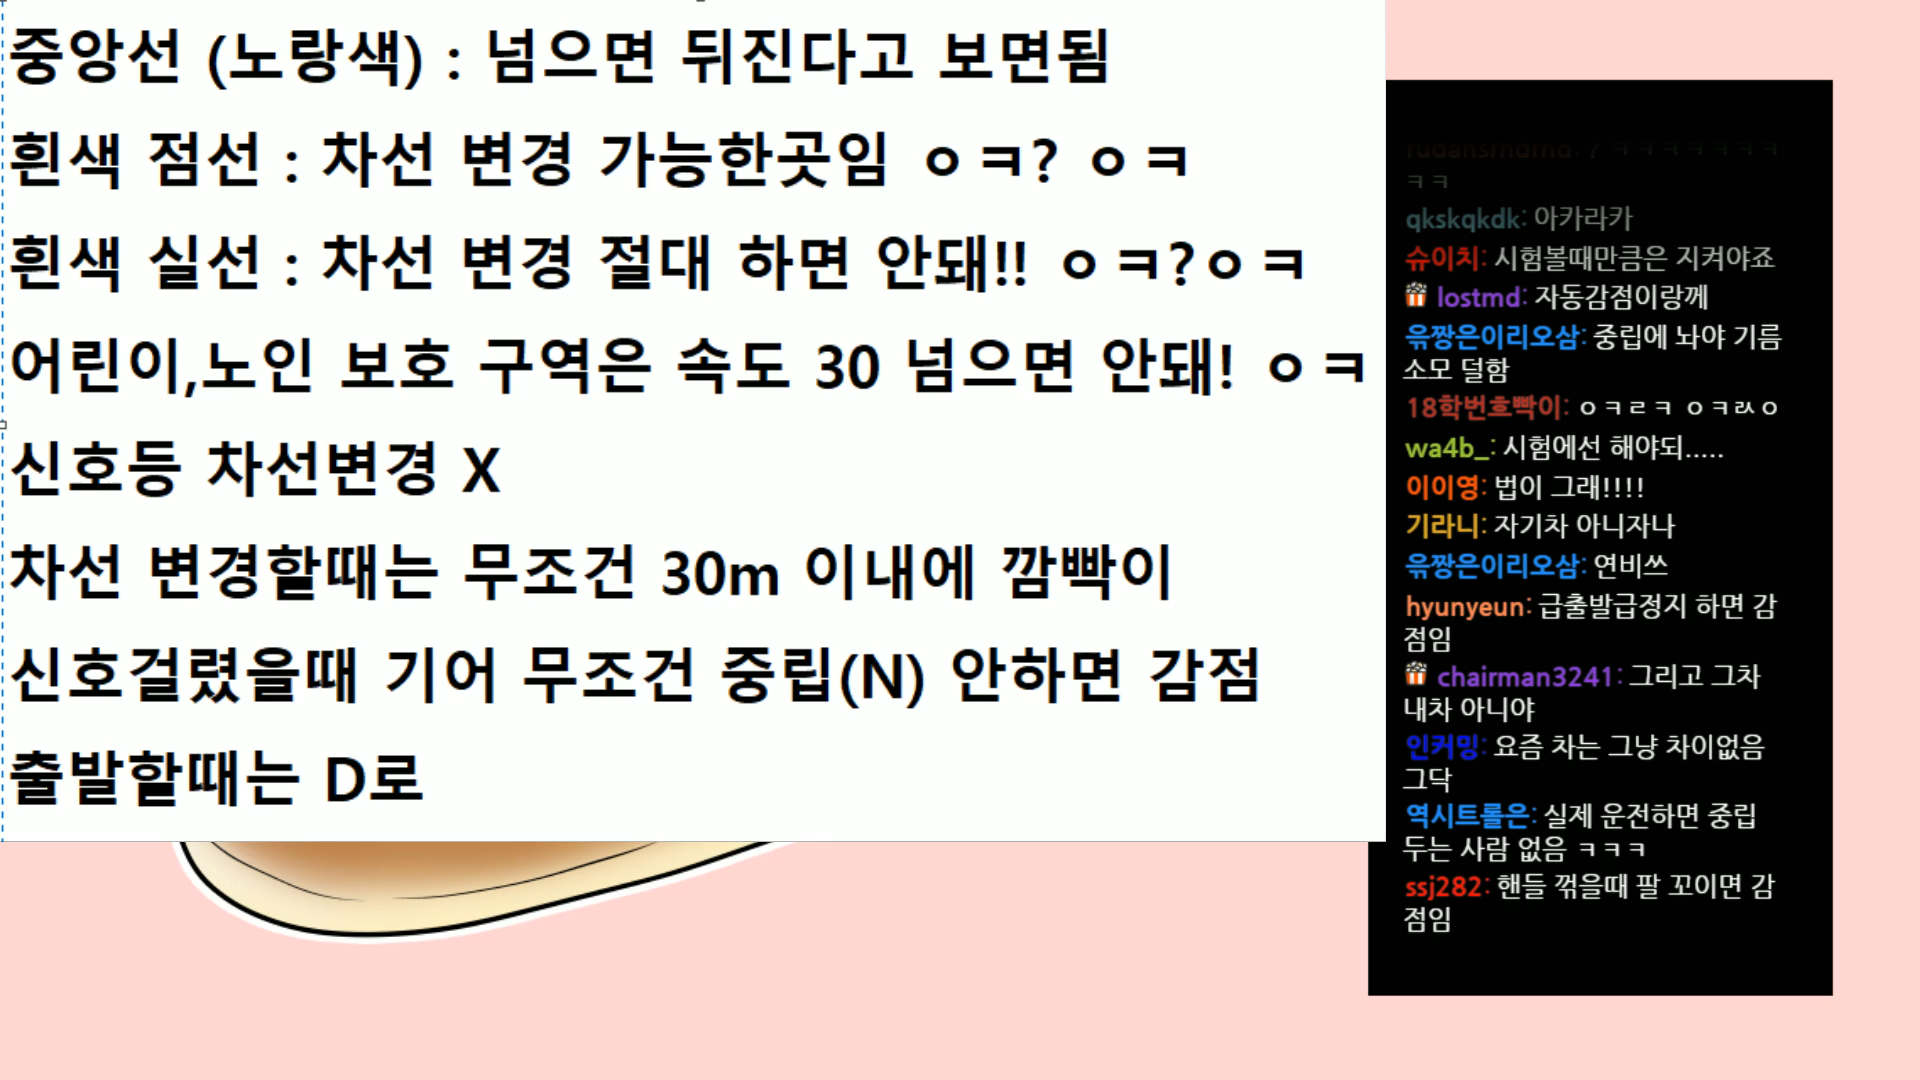 중앙선 (노랑색) : 넘으면 뒤진다고 보면됨
흰색 점선 : 차선 변경 가능한곳임 ㅇㅋ? ㅇㅋ
흰색 실선 : 차선 변경 절대 하면 안돼!! ㅇㅋ?ㅇㅋ
어린이,노인 보호 구역은 속도 30 넘으면 안돼! ㅇㅋ
신호등 차선변경 X
차선 변경할때는 무조건 30m 이내에 깜빡이
신호걸렸을때 기어 무조건 중립(N) 안하면 감점
출발할때는 D로
? ㅋㅋㅋㅋㅋㅋㅋ
ㅋㅋ
qkskqkdk: 아카라카
슈이치: 시험볼때만큼은 지켜야죠
lostmd: 자동감점이랑께
윾짱은이리오삼: 중립에 놔야 기름
소모 덜함
18학번흐빡이: ㅇㅋㄹㅋ ㅇㅋㄽㅇ
wa4b_: 시험에선 해야되.....
이이영: 법이 그래!!!!
기라니: 자기차 아니자나
윾짱은이리오삼: 연비쓰
hyunyeun: 급출발급정지 하면 감
점임
chairman3241: 그리고 그차
내차 아니야
인커밍: 요즘 차는 그냥 차이없음
그닥
역시트롤은: 실제 운전하면 중립
두는 사람 없음 ㅋㅋㅋ
ssj282: 핸들 꺾을때 팔 꼬이면 감
점임